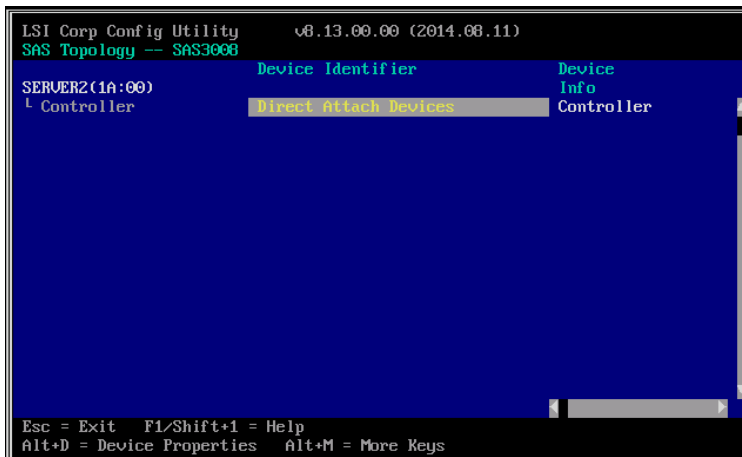 LSI Corp Config Utility v8.13.00.00 (2014.08.11)
SAS Topology -- SAS3008
Device Identifier Device
SERVER2(1A:00) Info
└ Controller Direct Attach Devices Controller
Esc = Exit F1/Shift+1 = Help
Alt+D = Device Properties Alt+M = More Keys